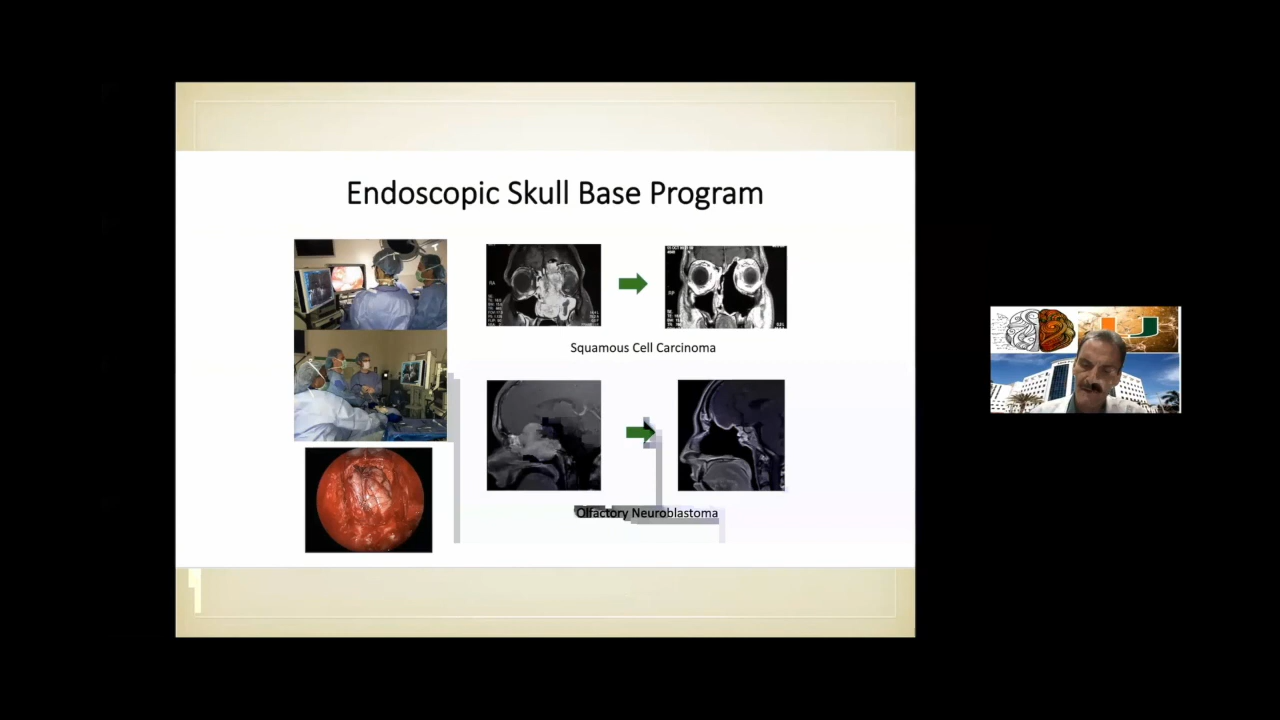 Endoscopic Skull Base Program
Squamous Cell Carcinoma
Olfactory Neuroblastoma